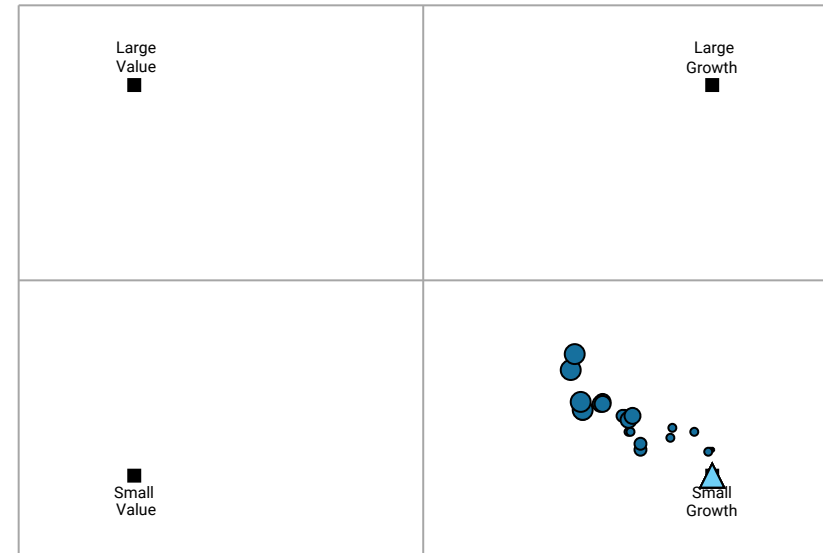 Large
Value
Large
Growth
Small
Value
Small
Growth